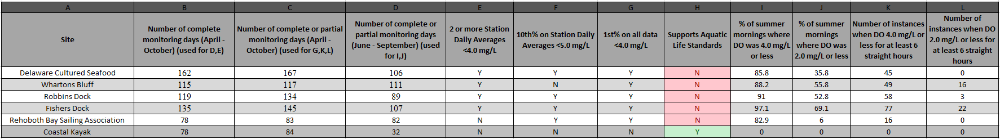 A B C D E F G H I J K L
Site
Number of complete
monitoring days (April -
October) (used for D,E)
Number of complete or partial
monitoring days (April -
October) (used for G,K,L)
Number of complete or
partial monitoring days
(June - September) (used
for I,J)
2 or more Station
Daily Averages
<4.0 mg/L
10th% on Station Daily
Averages <5.0 mg/L
1st% on all data
<4.0 mg/L
Supports Aquatic
Life Standards
% of summer
mornings where
DO was 4.0 mg/L
or less
% of summer
mornings
where DO was
2.0 mg/L or less
Number of instances
when DO 4.0 mg/L or
less for at least 6
straight hours
Number of
instances when DO
2.0 mg/L or less for
at least 6 straight
hours
Delaware Cultured Seafood 162 167 106 Y Y Y N 85.8 35.8 45 0
Whartons Bluff 115 117 111 Y N Y N 88.2 55.8 49 16
Robbins Dock 119 134 89 Y Y Y N 91 52.8 58 3
Fishers Dock 135 145 107 Y Y Y N 97.1 69.1 77 22
Rehoboth Bay Sailing Association 78 83 82 N Y Y N 82.9 6 16 0
Coastal Kayak 78 84 32 N N N Y 0 0 0 0